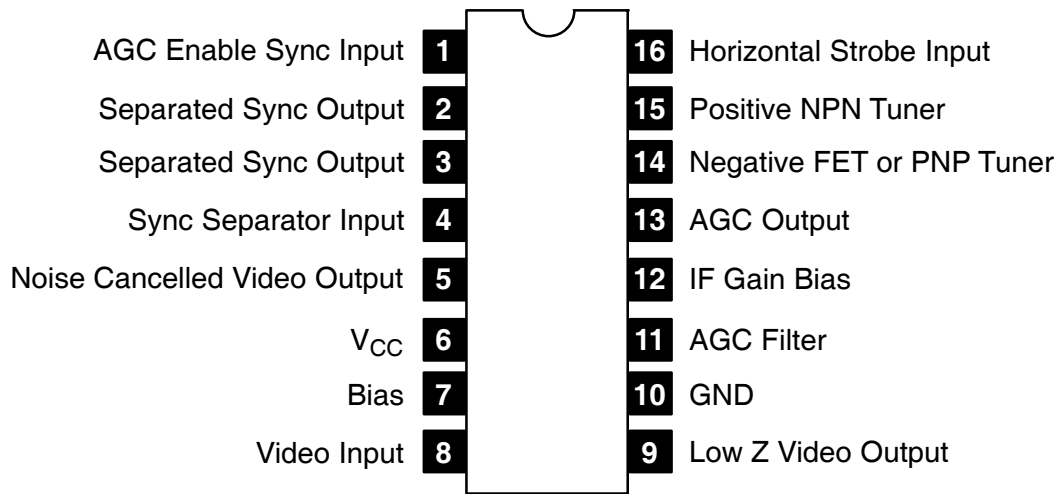 AGC Enable Sync Input 1 16 Horizontal Strobe Input
Separated Sync Output 2 15 Positive NPN Tuner
Separated Sync Output 3 14 Negative FET or PNP Tuner
Sync Separator Input 4 13 AGC Output
Noise Cancelled Video Output 5 12 IF Gain Bias
VCC 6 11 AGC Filter
Bias 7 10 GND
Video Input 8 9 Low Z Video Output